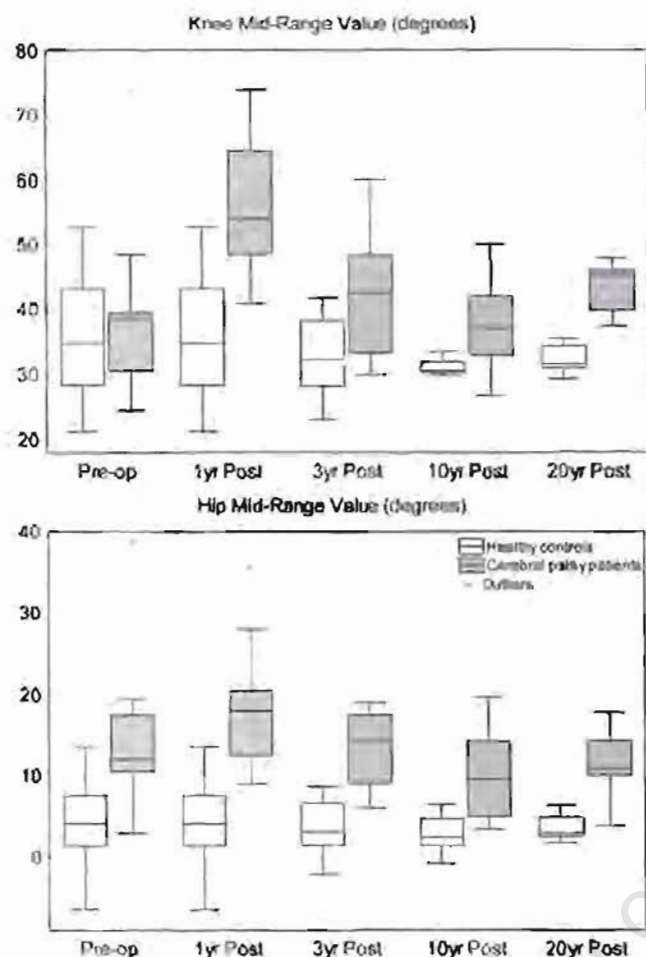 Knee Mid-Range Value (degrees)
80
70
60
50
40
30
20
Pre-op 1yr Post 3yr Post 10yr Post 20yr Post
Hip Mid-Range Value (degrees)
40
Healthy controls
Cerebral palsy patients
Outliers
30
20
10
0
Pre-op 1yr Post 3yr Post 10yr Post 20yr Post